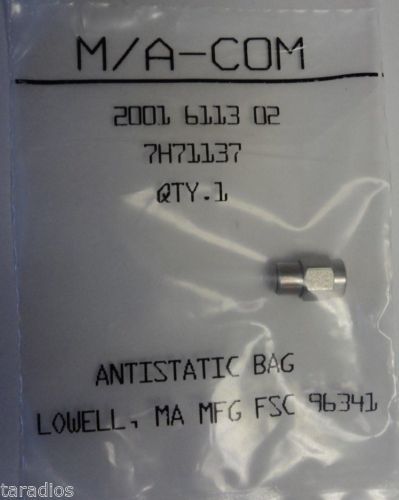 M/A-COM
2001 6113 02
7H71137
QTY.1
ANTISTATIC BAG
LOWELL, MA MFG FSC 96341
taradios